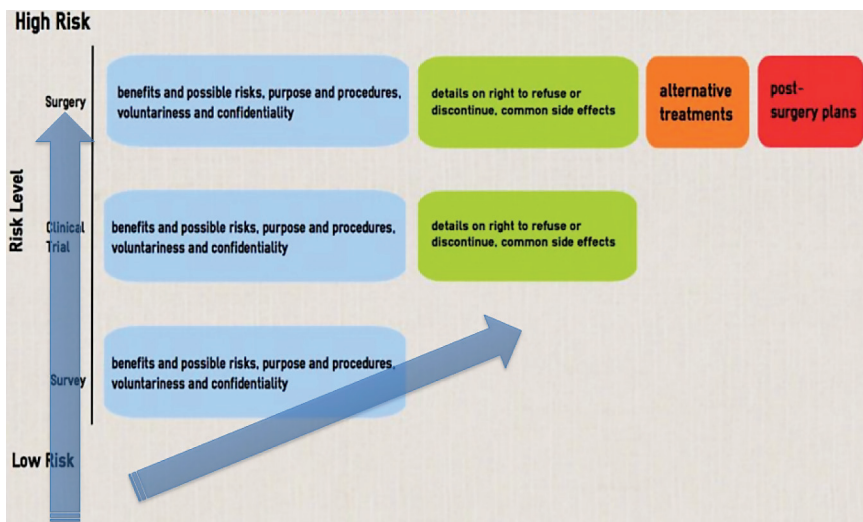 High Risk
Surgery
benefits and possible risks, purpose and procedures,
voluntariness and confidentiality
details on right to refuse or
discontinue, common side effects
alternative
treatments
post-
surgery plans
Risk Level
Clinical
Trial
benefits and possible risks, purpose and procedures,
voluntariness and confidentiality
details on right to refuse or
discontinue, common side effects
Survey
benefits and possible risks, purpose and procedures,
voluntariness and confidentiality
Low Risk